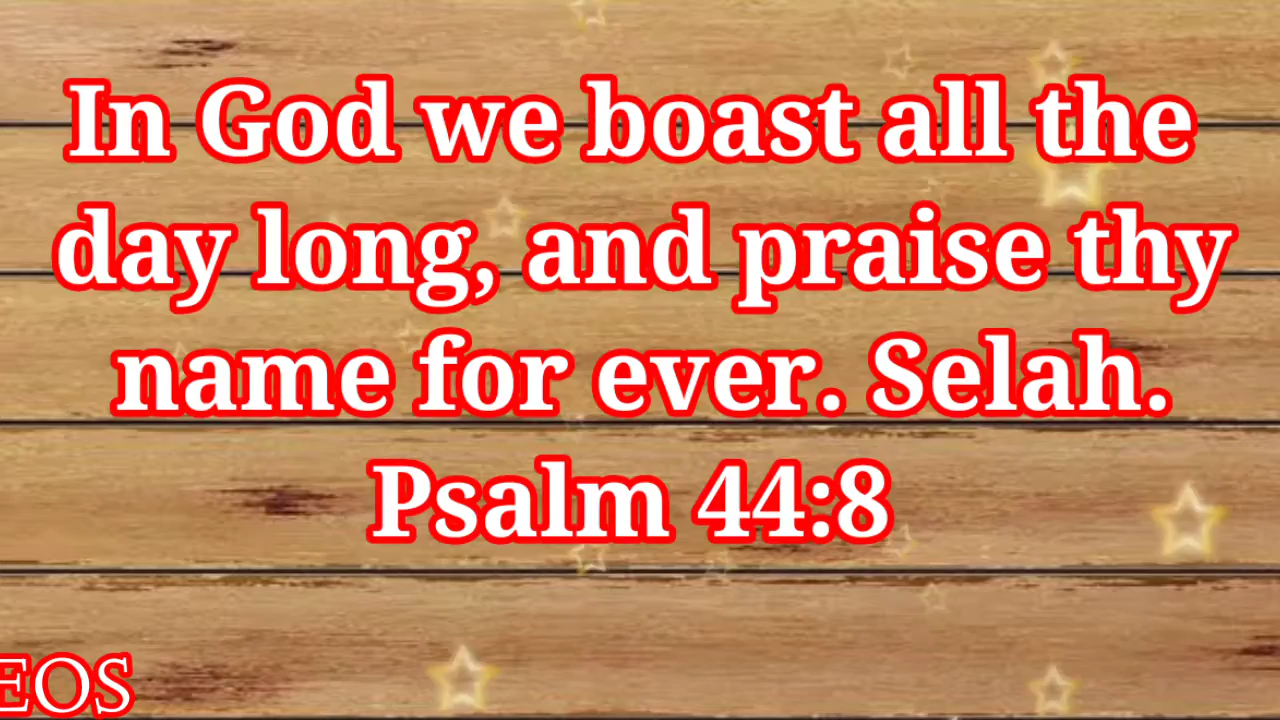 In God we boast all the
day long, and praise thy
name for ever. Selah.
Psalm 44:8
EOS